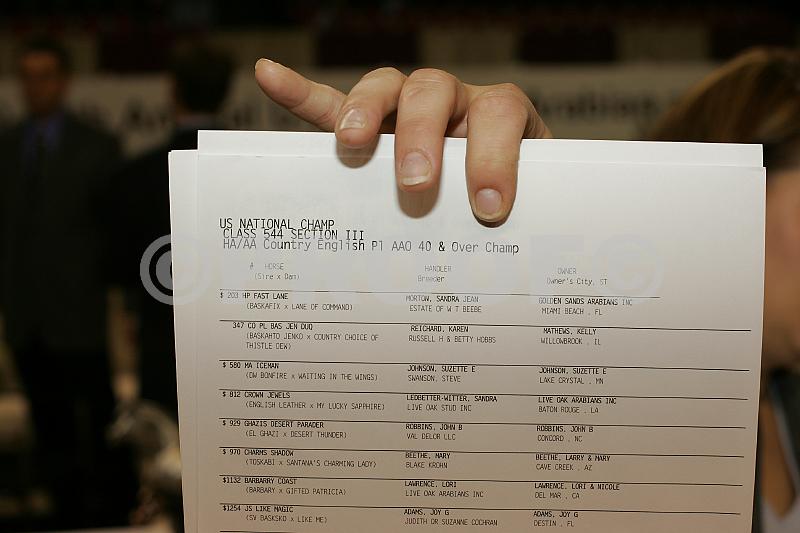 US NATIONAL CHAMP
CLASS 544 SECTION III
HA/AA Country English Pl AAO 40 & Over Champ
# HORSE HANDLER OWNER
(Sire x Dam) Breeder Owner's City, ST
$ 203 HP FAST LANE MORTON, SANDRA JEAN GOLDEN SANDS ARABIANS INC
(BASKAFIX x LANE OF COMMAND) ESTATE OF W T BEEBE MIAMI BEACH , FL
347 CO PL BAS JEN DUQ REICHARD, KAREN MATHEWS, KELLY
(BASKAHTO JENKO x COUNTRY CHOICE OF RUSSELL H & BETTY HOBBS WILLOWBROOK , IL
THISTLE DEW)
$ 580 MA ICEMAN JOHNSON, SUZETTE E JOHNSON, SUZETTE E
(DW BONFIRE x WAITING IN THE WINGS) SWANSON, STEVE LAKE CRYSTAL , MN
$ 812 CROWN JEWELS LEDBETTER-WITTER, SANDRA LIVE OAK ARABIANS INC
(ENGLISH LEATHER x MY LUCKY SAPPHIRE) LIVE OAK STUD INC BATON ROUGE , LA
$ 929 GHAZIS DESERT PARADER ROBBINS, JOHN B ROBBINS, JOHN B
(EL GHAZI x DESERT THUNDER) VAL DELOR LLC CONCORD , NC
$ 970 CHARMS SHADOW BEETHE, MARY BEETHE, LARRY & MARY
(TOSKABI x SANTANA'S CHARMING LADY) BLAKE KROHN CAVE CREEK , AZ
$1132 BARBARRY COAST LAWRENCE, LORI LAWRENCE, LORI & NICOLE
(BARBARY x GIFTED PATRICIA) LIVE OAK ARABIANS INC DEL MAR , CA
$1254 JS LIKE MAGIC ADAMS, JOY G ADAMS, JOY G
(SV BASKSKO x LIKE ME) JUDITH OR SUZANNE COCHRAN DESTIN , FL